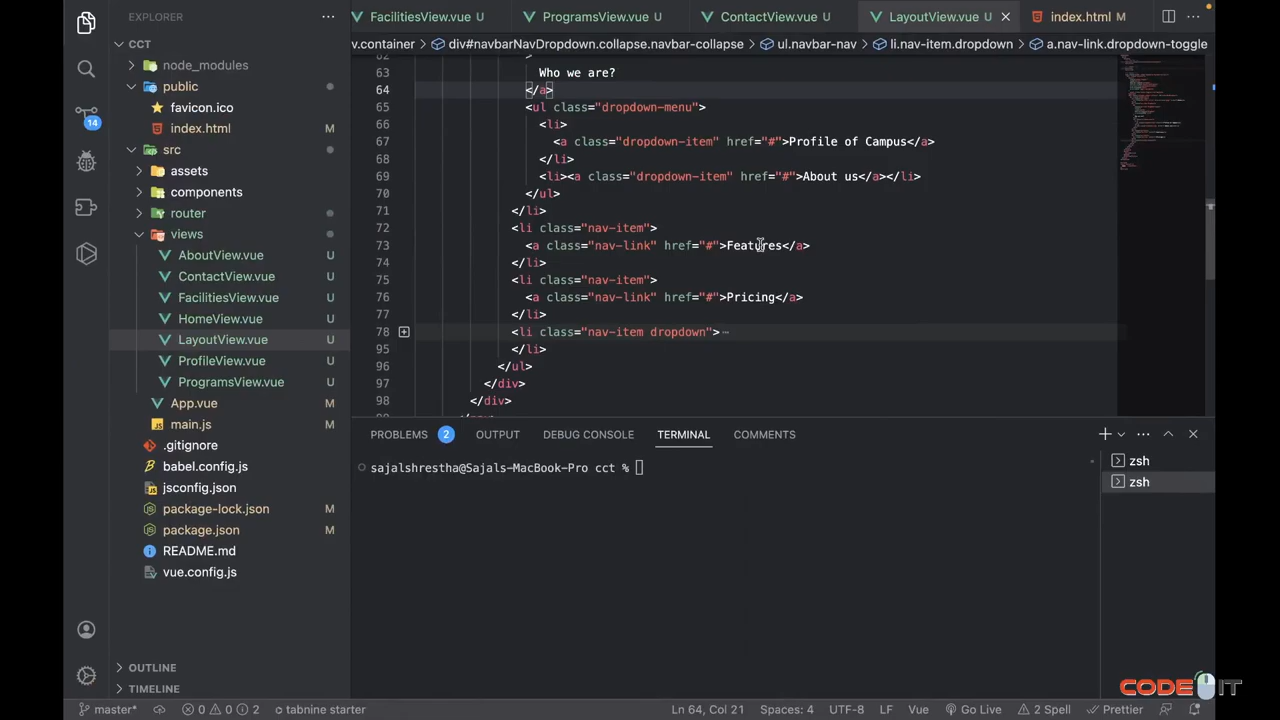 EXPLORER
CCT
node_modules
public
favicon.ico
index.html M
src
assets
components
router
views
AboutView.vue U
ContactView.vue U
FacilitiesView.vue U
HomeView.vue U
LayoutView.vue U
ProfileView.vue U
ProgramsView.vue U
App.vue M
main.js M
.gitignore
babel.config.js
jsconfig.json
package-lock.json M
package.json M
README.md
vue.config.js
OUTLINE
TIMELINE
14
FacilitiesView.vue U ProgramsView.vue U ContactView.vue U LayoutView.vue U index.html M
v.container > div#navbarNavDropdown.collapse.navbar-collapse > ul.navbar-nav > li.nav-item.dropdown > a.nav-link.dropdown-toggle
62 >
63 Who we are?
64 </a>
65 <ul class="dropdown-menu">
66 <li>
67 <a class="dropdown-item" href="#">Profile of Campus</a>
68 </li>
69 <li><a class="dropdown-item" href="#">About us</a></li>
70 </ul>
71 </li>
72 <li class="nav-item">
73 <a class="nav-link" href="#">Features</a>
74 </li>
75 <li class="nav-item">
76 <a class="nav-link" href="#">Pricing</a>
77 </li>
78 <li class="nav-item dropdown">
95 </li>
96 </ul>
97 </div>
98 </div>
PROBLEMS 2 OUTPUT DEBUG CONSOLE TERMINAL COMMENTS
sajalshrestha@Sajals-MacBook-Pro cct %
zsh
zsh
CODE IT
master* 0 0 2 tabnine starter Ln 64, Col 21 Spaces: 4 UTF-8 LF Vue Go Live 2 Spell Prettier